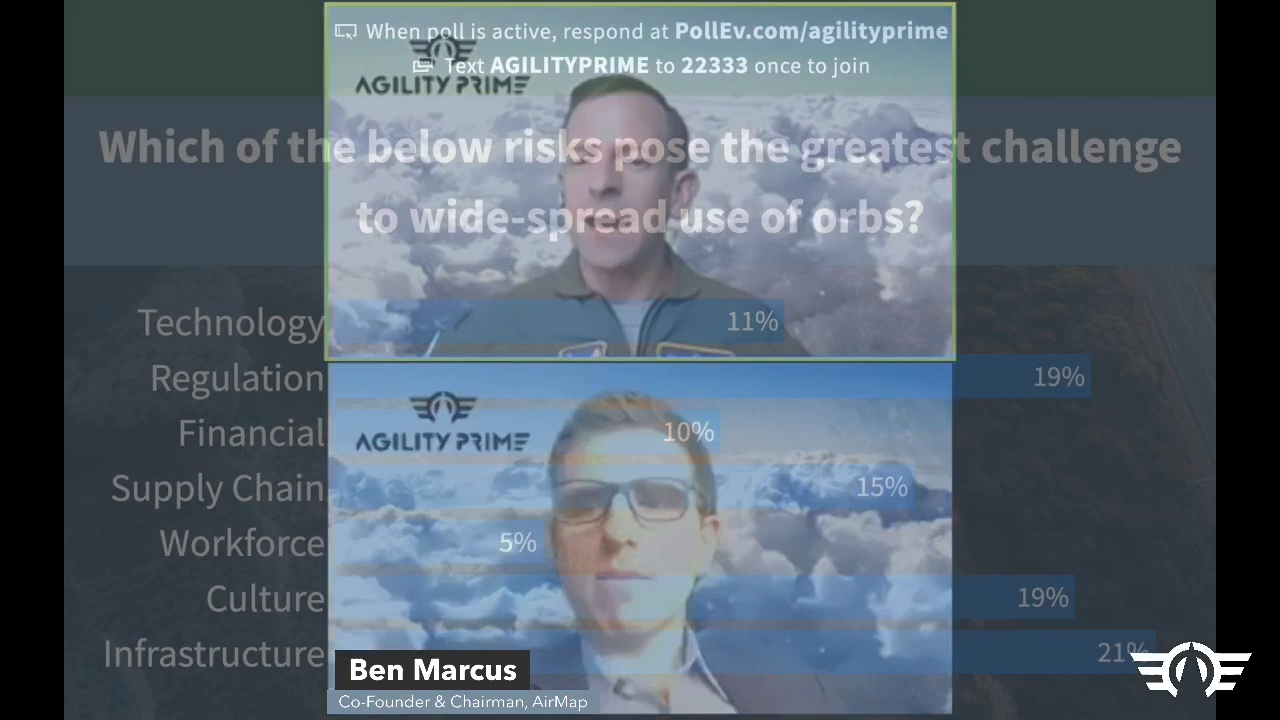 When poll is active, respond at PollEv.com/agilityprime
Text AGILITYPRIME to 22333 once to join
AGILITY PRIME
Which of the below risks pose the greatest challenge
to wide-spread use of orbs?
Technology 11%
Regulation 19%
Financial 10%
AGILITY PRIME
Supply Chain 15%
Workforce 5%
Culture 19%
Infrastructure 21%
Ben Marcus
Co-Founder & Chairman, AirMap